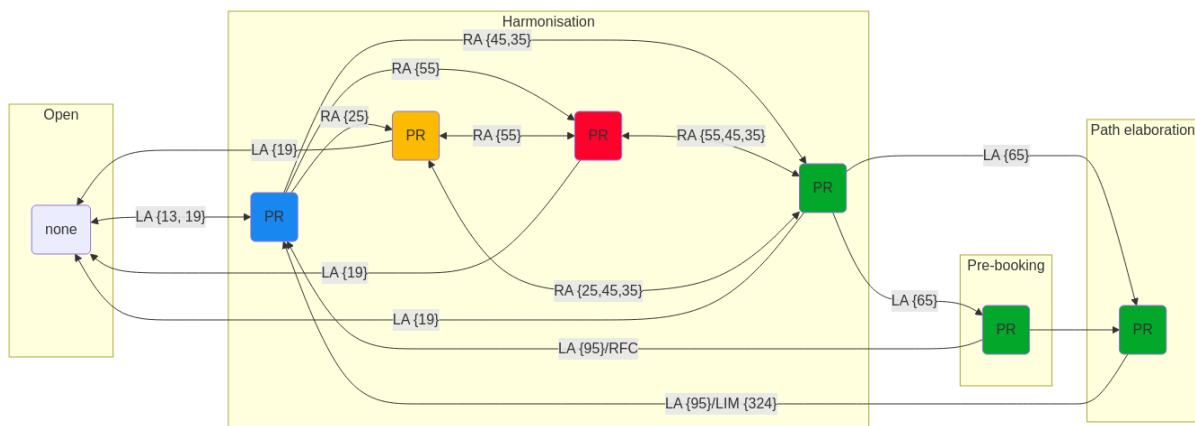 Harmonisation
RA {45,35}
RA {55}
Open
RA {25}
PR
RA {55}
PR
RA {55,45,35}
Path elaboration
LA {19}
LA {65}
PR
none
LA {13, 19}
PR
Pre-booking
LA {19}
RA {25,45,35}
LA {65}
LA {19}
PR
PR
LA {95}/RFC
LA {95}/LIM {324}